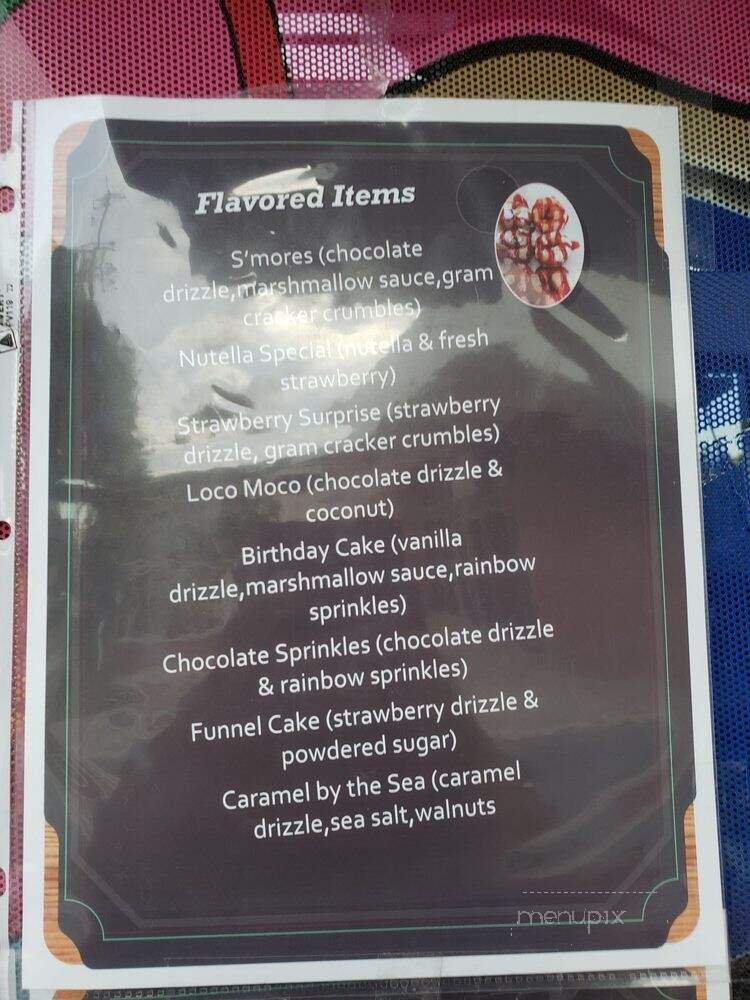 Flavored Items
S'mores (chocolate
drizzle,marshmallow sauce,gram
cracker crumbles)
Nutella Special (nutella & fresh
strawberry)
Strawberry Surprise (strawberry
drizzle, gram cracker crumbles)
Loco Moco (chocolate drizzle &
coconut)
Birthday Cake (vanilla
drizzle,marshmallow sauce,rainbow
sprinkles)
Chocolate Sprinkles (chocolate drizzle
& rainbow sprinkles)
Funnel Cake (strawberry drizzle &
powdered sugar)
Caramel by the Sea (caramel
drizzle,sea salt,walnuts
menupix